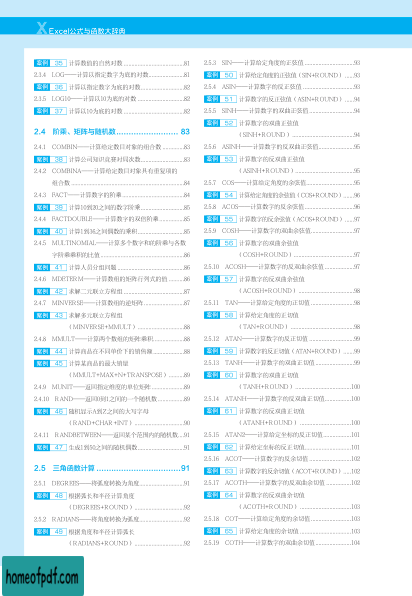 Excel公式与函数大辞典
案例 35 计算数值的自然对数 81
2.3.4 LOG——计算以指定数字为底的对数 81
案例 36 计算以指定数字为底的对数 82
2.3.5 LOG10——计算以10为底的对数 82
案例 37 计算以10为底的对数 82
2.4 阶乘、矩阵与随机数 83
2.4.1 COMBIN——计算给定数目对象的组合数 83
案例 38 计算公司知识竞赛对局次数 83
2.4.2 COMBINA——计算给定数目对象具有重复项的
组合数 84
2.4.3 FACT——计算数字的阶乘 84
案例 39 计算10到20之间的数字阶乘 85
2.4.4 FACTDOUBLE——计算数字的双倍阶乘 85
案例 40 计算1到36之间偶数的乘积 85
2.4.5 MULTINOMIAL——计算多个数字和的阶乘与各数
字阶乘乘积的比值 86
案例 41 计算人员分组问题 86
2.4.6 MDETERM——计算数组的矩阵行列式的值 86
案例 42 求解二元联立方程组 87
2.4.7 MINVERSE——计算数组的逆矩阵 87
案例 43 求解多元联立方程组
（MINVERSE+MMULT） 88
2.4.8 MMULT——计算两个数组的矩阵乘积 88
案例 44 计算商品在不同单价下的销售额 88
案例 45 计算某商品的最大销量
（MMULT+MAX+N+TRANSPOSE） 89
2.4.9 MUNIT——返回指定维度的单位矩阵 89
2.4.10 RAND——返回0到1之间的一个随机数 89
案例 46 随机显示A到Z之间的大写字母
（RAND+CHAR+INT） 90
2.4.11 RANDBETWEEN——返回某个范围内的随机数 91
案例 47 生成1到50之间的随机偶数 91
2.5 三角函数计算 91
2.5.1 DEGREES——将弧度转换为角度 91
案例 48 根据弧长和半径计算角度
（DEGREES+ROUND） 92
2.5.2 RADIANS——将角度转换为弧度 92
案例 49 根据角度和半径计算弧长
（RADIANS+ROUND） 92
2.5.3 SIN——计算给定角度的正弦值 93
案例 50 计算给定角度的正弦值（SIN+ROUND） 93
2.5.4 ASIN——计算数字的反正弦值 93
案例 51 计算数字的反正弦值（ASIN+ROUND） 94
2.5.5 SINH——计算数字的双曲正弦值 94
案例 52 计算数字的双曲正弦值
（SINH+ROUND） 94
2.5.6 ASINH——计算数字的反双曲正弦值 95
案例 53 计算数字的反双曲正弦值
（ASINH+ROUND） 95
2.5.7 COS——计算给定角度的余弦值 95
案例 54 计算给定角度的余弦值（COS+ROUND） 96
2.5.8 ACOS——计算数字的反余弦值 96
案例 55 计算数字的反余弦值（ACOS+ROUND） 97
2.5.9 COSH——计算数字的双曲余弦值 97
案例 56 计算数字的双曲余弦值
（COSH+ROUND） 97
2.5.10 ACOSH——计算数字的反双曲余弦值 97
案例 57 计算数字的反双曲余弦值
（ACOSH+ROUND） 98
2.5.11 TAN——计算给定角度的正切值 98
案例 58 计算给定角度的正切值
（TAN+ROUND） 98
2.5.12 ATAN——计算数字的反正切值 99
案例 59 计算数字的反正切值（ATAN+ROUND） 99
2.5.13 TANH——计算数字的双曲正切值 99
案例 60 计算数字的双曲正切值
（TANH+ROUND） 100
2.5.14 ATANH——计算数字的反双曲正切值 100
案例 61 计算数字的反双曲正切值
（ATANH+ROUND） 100
2.5.15 ATAN2——计算给定坐标的反正切值 101
案例 62 计算给定坐标的反正切值 101
2.5.16 ACOT——计算数字的反余切值 102
案例 63 计算数字的反余切值（ACOT+ROUND） 102
2.5.17 ACOTH——计算数字的反双曲余切值 102
案例 64 计算数字的反双曲余切值
（ACOTH+ROUND） 103
2.5.18 COT——计算给定角度的余切值 103
案例 65 计算给定角度的余切值 103
2.5.19 COTH——计算数字的双曲余切值 104
homeofpdf.com